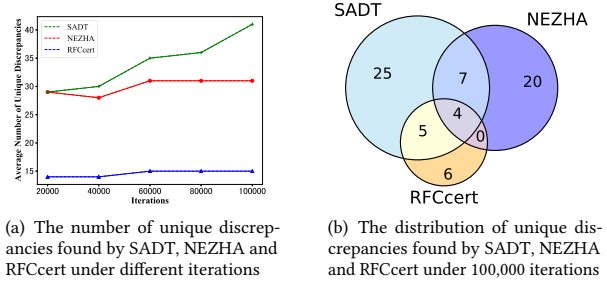 SADT
NEZHA
RFCcert
Average Number of Unique Discrepancies
40
35
30
25
20
15
20000 40000 60000 80000 100000
Iterations
(a) The number of unique discrep-
ancies found by SADT, NEZHA and
RFCcert under different iterations
SADT
NEZHA
25
7
20
4
5
0
6
RFCcert
(b) The distribution of unique dis-
crepancies found by SADT, NEZHA
and RFCcert under 100,000 iterations